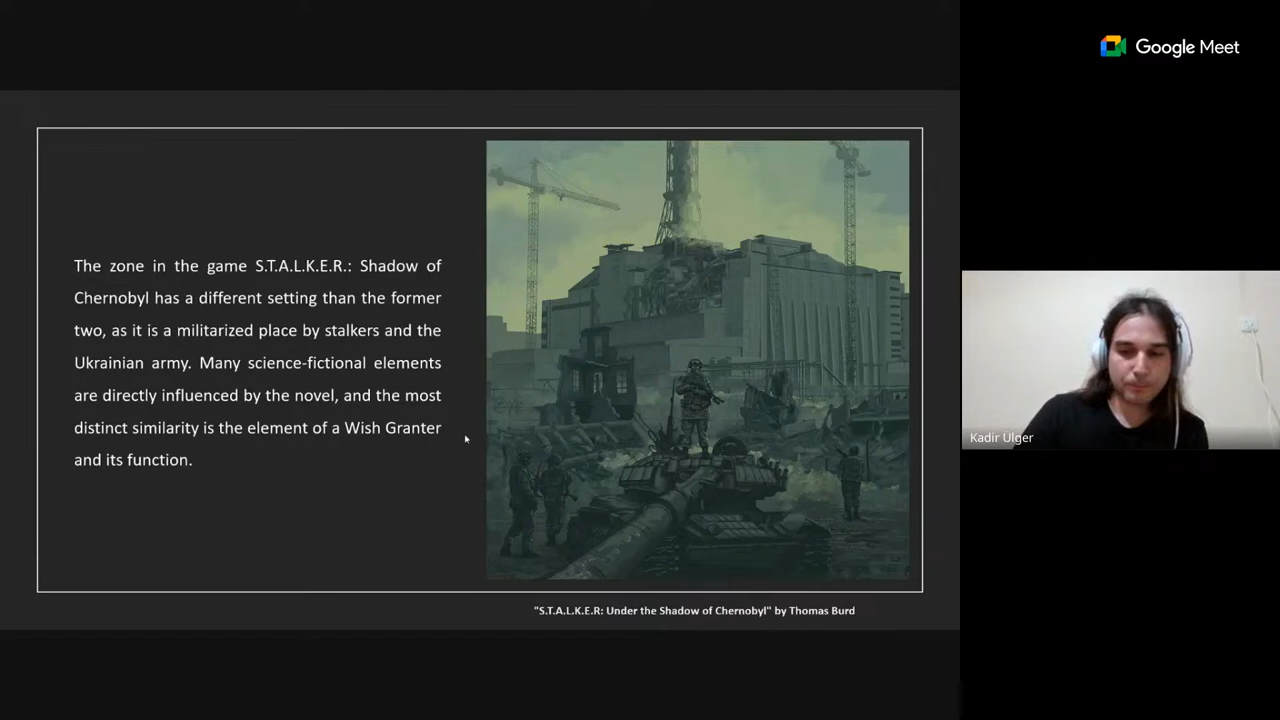 Google Meet
The zone in the game S.T.A.L.K.E.R.: Shadow of
Chernobyl has a different setting than the former
two, as it is a militarized place by stalkers and the
Ukrainian army. Many science-fictional elements
are directly influenced by the novel, and the most
distinct similarity is the element of a Wish Granter
and its function.
"S.T.A.L.K.E.R: Under the Shadow of Chernobyl" by Thomas Burd
Kadir Ülger